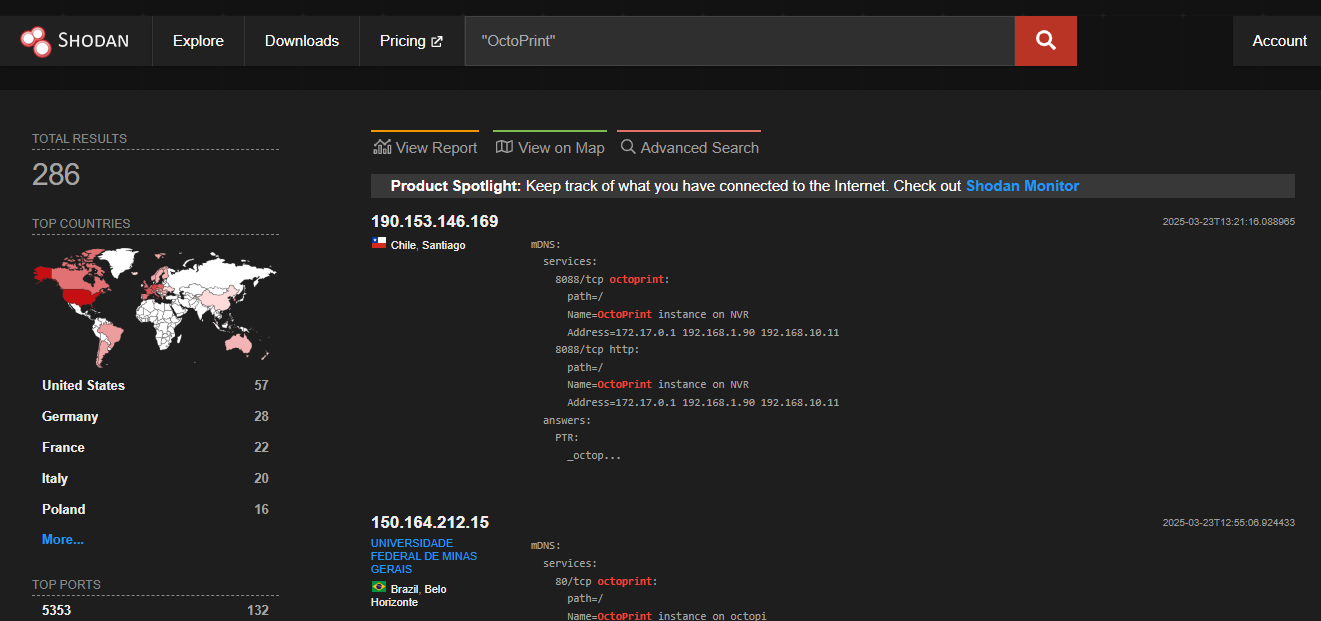 SHODAN Explore Downloads Pricing "OctoPrint" Account
TOTAL RESULTS
286
TOP COUNTRIES
United States 57
Germany 28
France 22
Italy 20
Poland 16
More...
TOP PORTS
5353 132
View Report View on Map Advanced Search
Product Spotlight: Keep track of what you have connected to the Internet. Check out Shodan Monitor
190.153.146.169
2025-03-23T13:21:16.088965
Chile, Santiago
mDNS:
services:
8088/tcp octoprint:
path=/
Name=OctoPrint instance on NVR
Address=172.17.0.1 192.168.1.90 192.168.10.11
8088/tcp http:
path=/
Name=OctoPrint instance on NVR
Address=172.17.0.1 192.168.1.90 192.168.10.11
answers:
PTR:
_octop...
150.164.212.15
2025-03-23T12:55:06.924433
UNIVERSIDADE
FEDERAL DE MINAS
GERAIS
Brazil, Belo
Horizonte
mDNS:
services:
80/tcp octoprint:
path=/
Name=OctoPrint instance on octopi